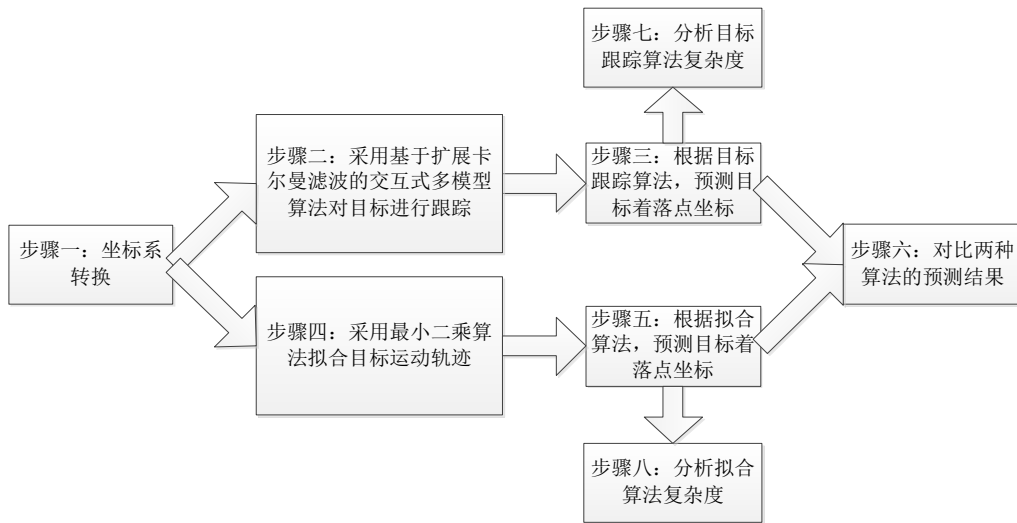 步骤七：分析目标
跟踪算法复杂度
步骤二：采用基于扩展卡
尔曼滤波的交互式多模型
算法对目标进行跟踪
步骤三：根据目标
跟踪算法，预测目
标着落点坐标
步骤一：坐标系
转换
步骤六：对比两种
算法的预测结果
步骤四：采用最小二乘算
法拟合目标运动轨迹
步骤五：根据拟合
算法，预测目标着
落点坐标
步骤八：分析拟合
算法复杂度